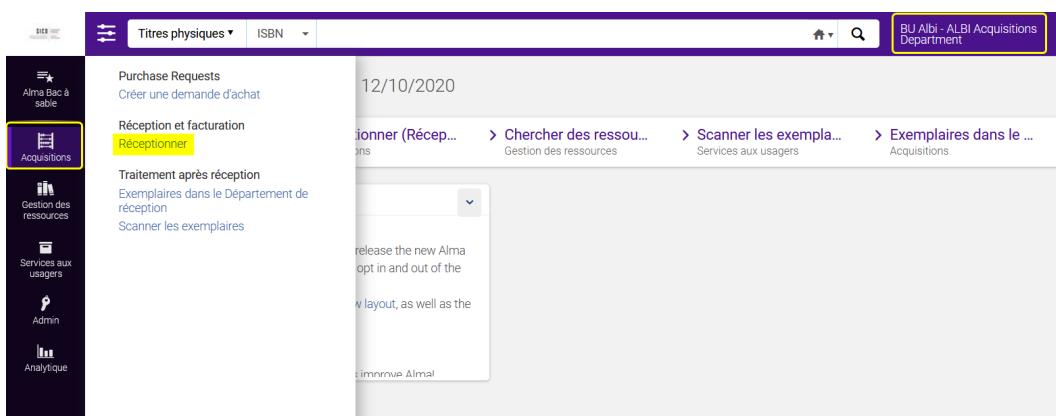 Titres physiques ▾ ISBN
BU Albi - ALBI Acquisitions
Department
Alma Bac à
sable
Acquisitions
Gestion des
ressources
Services aux
usagers
Admin
Analytique
Purchase Requests
Créer une demande d'achat
Réception et facturation
Réceptionner
Traitement après réception
Exemplaires dans le Département de
réception
Scanner les exemplaires
12/10/2020
tionner (Récep...
ons
> Chercher des ressou...
Gestion des ressources
> Scanner les exempla...
Services aux usagers
> Exemplaires dans le ...
Acquisitions
release the new Alma
opt in and out of the
w layout, as well as the
s improve Alma!